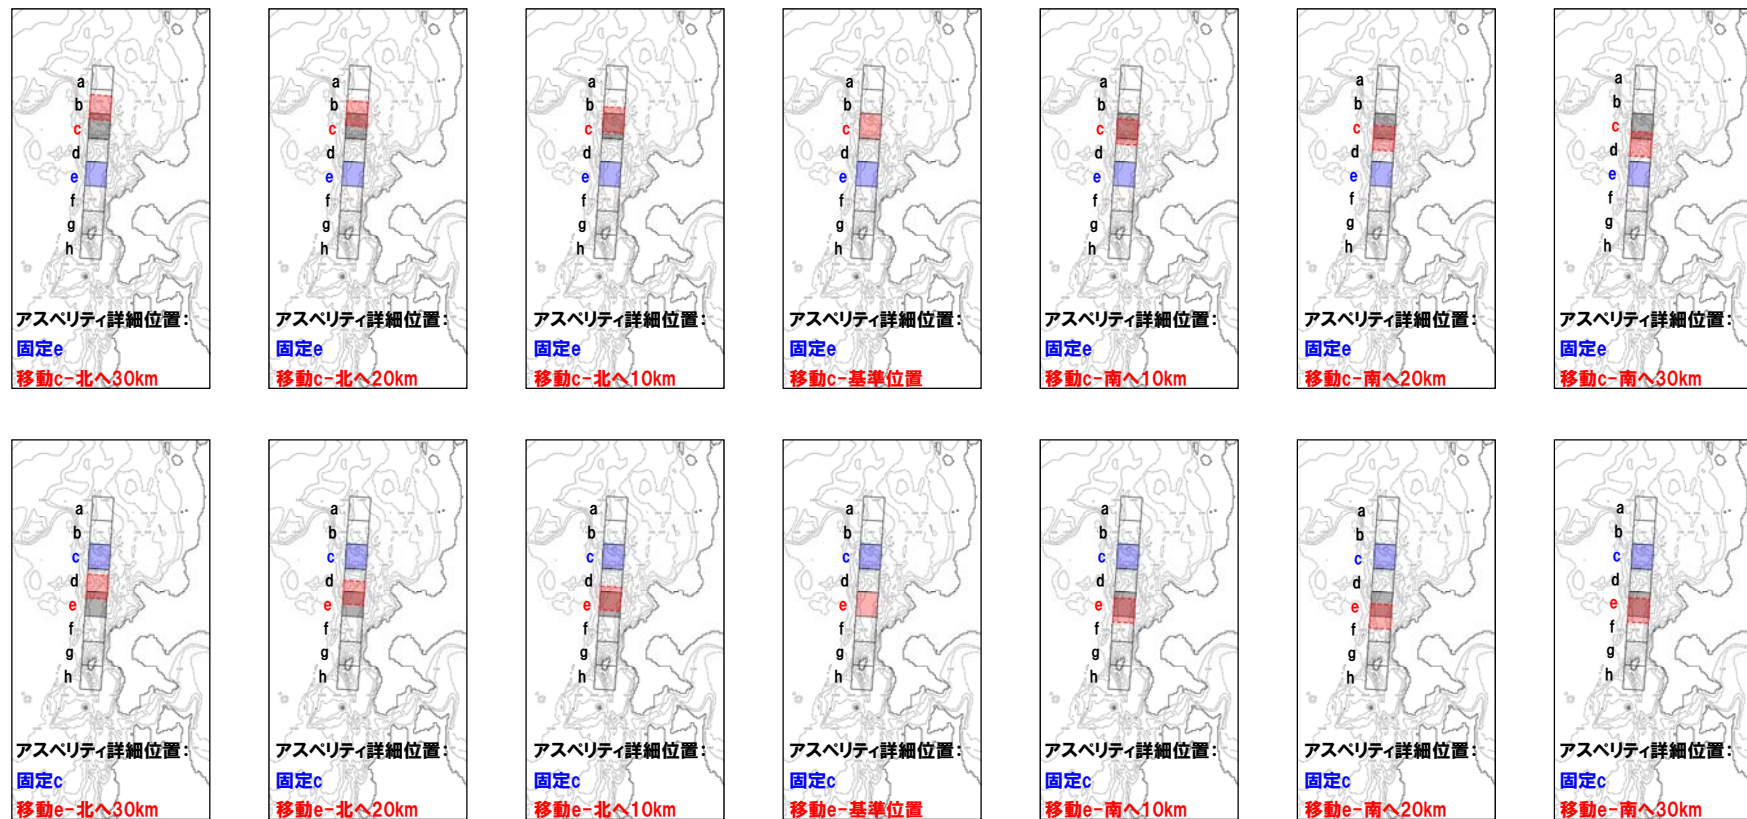 a
b
c
d
e
f
g
h
アスペリティ詳細位置:
固定e
移動c-北へ30km
a
b
c
d
e
f
g
h
アスペリティ詳細位置:
固定e
移動c-北へ20km
a
b
c
d
e
f
g
h
アスペリティ詳細位置:
固定e
移動c-北へ10km
a
b
c
d
e
f
g
h
アスペリティ詳細位置:
固定e
移動c-基準位置
a
b
c
d
e
f
g
h
アスペリティ詳細位置:
固定e
移動c-南へ10km
a
b
c
d
e
f
g
h
アスペリティ詳細位置:
固定e
移動c-南へ20km
a
b
c
d
e
f
g
h
アスペリティ詳細位置:
固定e
移動c-南へ30km
a
b
c
d
e
f
g
h
アスペリティ詳細位置:
固定c
移動e-北へ30km
a
b
c
d
e
f
g
h
アスペリティ詳細位置:
固定c
移動e-北へ20km
a
b
c
d
e
f
g
h
アスペリティ詳細位置:
固定c
移動e-北へ10km
a
b
c
d
e
f
g
h
アスペリティ詳細位置:
固定c
移動e-基準位置
a
b
c
d
e
f
g
h
アスペリティ詳細位置:
固定c
移動e-南へ10km
a
b
c
d
e
f
g
h
アスペリティ詳細位置:
固定c
移動e-南へ20km
a
b
c
d
e
f
g
h
アスペリティ詳細位置:
固定c
移動e-南へ30km